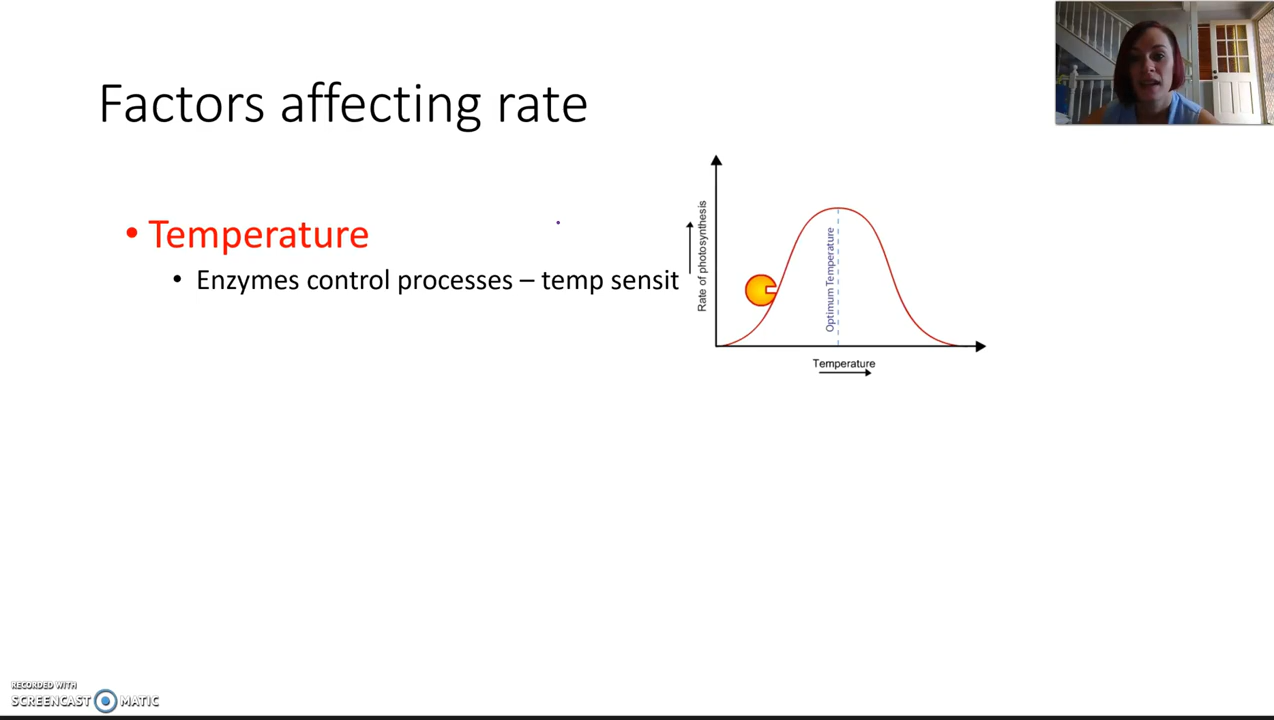 Factors affecting rate
• Temperature
• Enzymes control processes – temp sensit
Rate of photosynthesis
Optimum Temperature
Temperature
RECORDED WITH
SCREENCAST MATIC